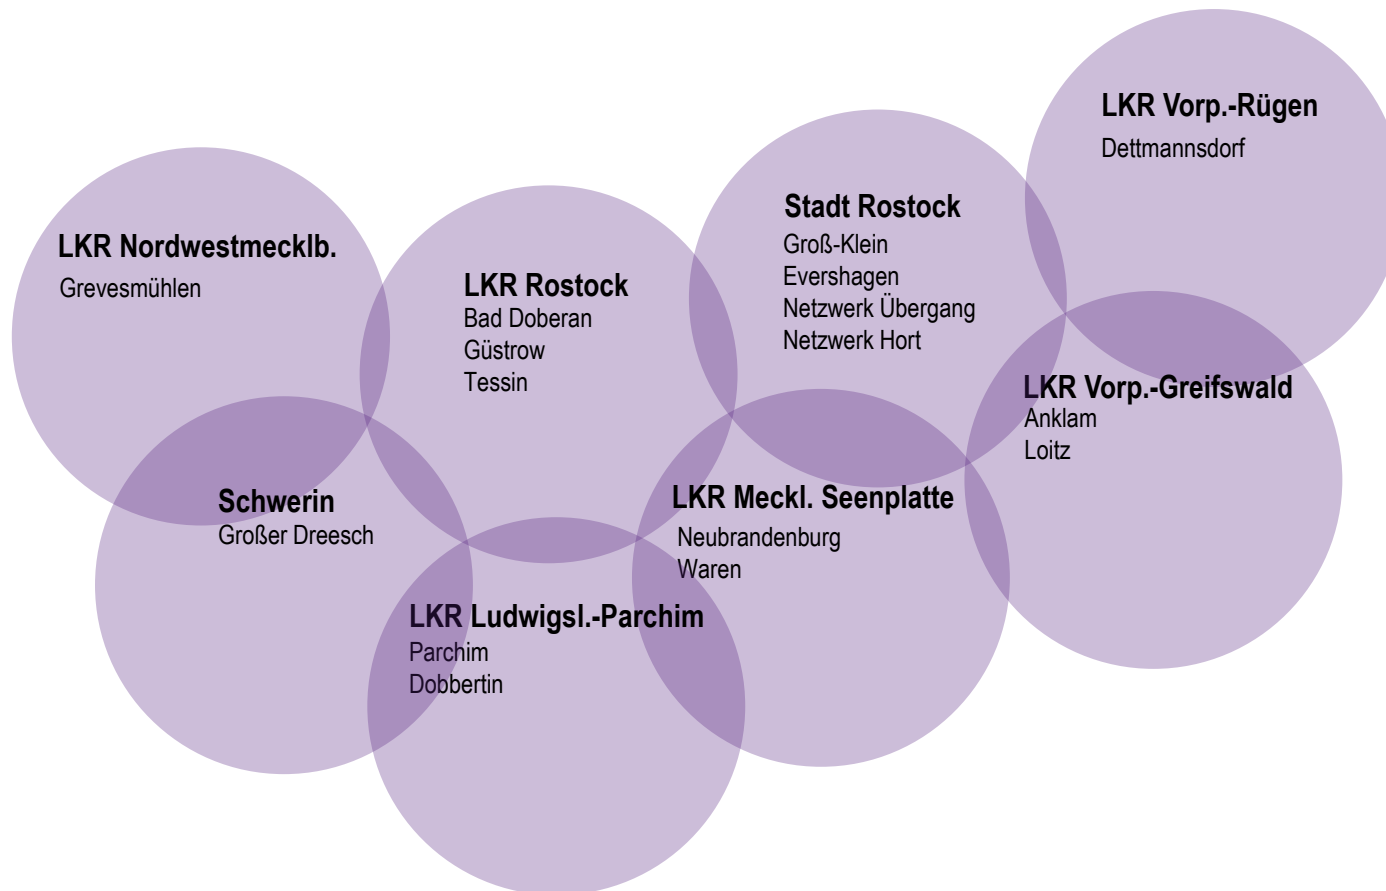 LKR Vorp.-Rügen
Dettmannsdorf
Stadt Rostock
Groß-Klein
Evershagen
Netzwerk Übergang
Netzwerk Hort
LKR Nordwestmecklb.
Grevesmühlen
LKR Rostock
Bad Doberan
Güstrow
Tessin
LKR Vorp.-Greifswald
Anklam
Loitz
Schwerin
Großer Dreesch
LKR Meckl. Seenplatte
Neubrandenburg
Waren
LKR Ludwigsl.-Parchim
Parchim
Dobbertin